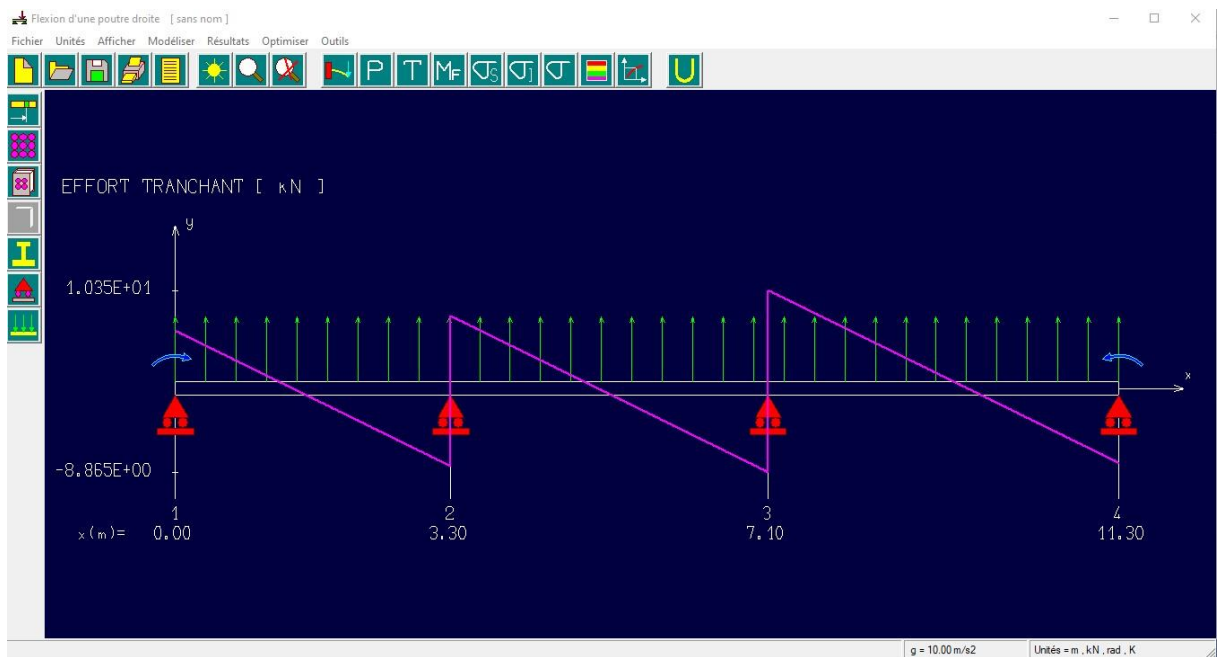 Flexion d'une poutre droite [ sans nom ]
Fichier Unités Afficher Modéliser Résultats Optimiser Outils
P T MF σS σJ σ U
EFFORT TRANCHANT [ kN ]
y
1.035E+01
x
-8.865E+00
1 2 3 4
x(m)= 0.00 3.30 7.10 11.30
g = 10.00 m/s2 Unités = m , kN , rad , K